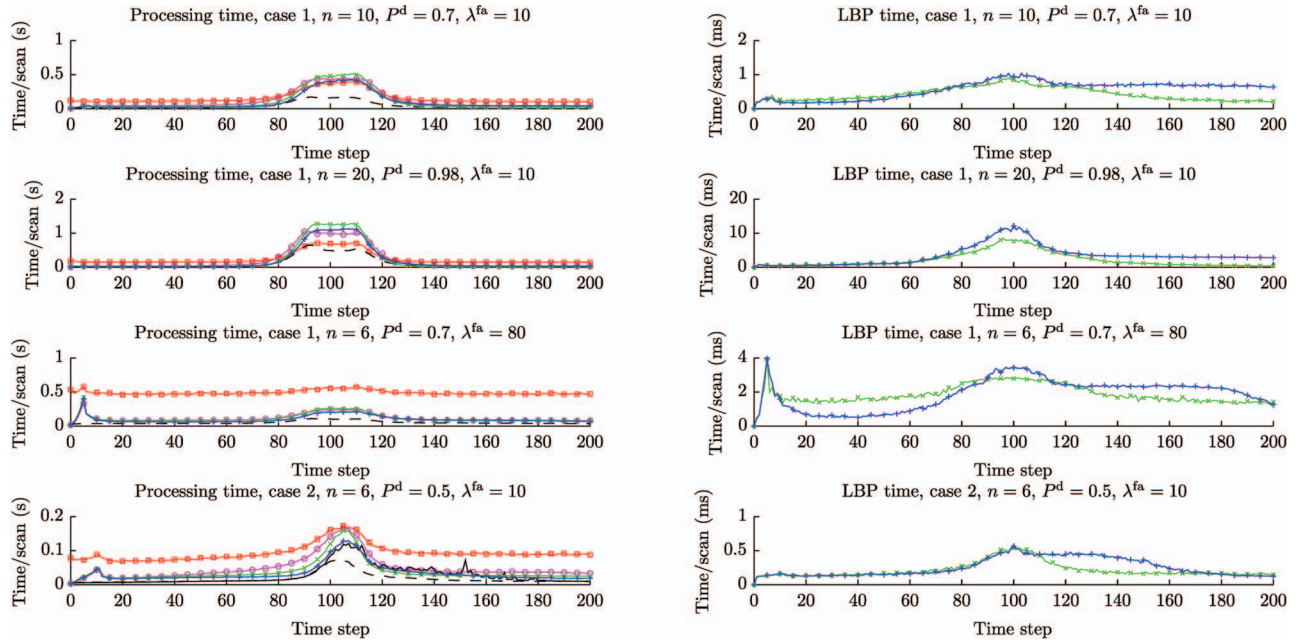 Processing time, case 1, n = 10, Pᵈ = 0.7, λᶠᵃ = 10
Time/scan (s)
1
0.5
0
0 20 40 60 80 100 120 140 160 180 200
Time step
LBP time, case 1, n = 10, Pᵈ = 0.7, λᶠᵃ = 10
Time/scan (ms)
2
1
0
0 20 40 60 80 100 120 140 160 180 200
Time step
Processing time, case 1, n = 20, Pᵈ = 0.98, λᶠᵃ = 10
Time/scan (s)
2
1
0
0 20 40 60 80 100 120 140 160 180 200
Time step
LBP time, case 1, n = 20, Pᵈ = 0.98, λᶠᵃ = 10
Time/scan (ms)
20
10
0
0 20 40 60 80 100 120 140 160 180 200
Time step
Processing time, case 1, n = 6, Pᵈ = 0.7, λᶠᵃ = 80
Time/scan (s)
1
0.5
0
0 20 40 60 80 100 120 140 160 180 200
Time step
LBP time, case 1, n = 6, Pᵈ = 0.7, λᶠᵃ = 80
Time/scan (ms)
4
2
0
0 20 40 60 80 100 120 140 160 180 200
Time step
Processing time, case 2, n = 6, Pᵈ = 0.5, λᶠᵃ = 10
Time/scan (s)
0.2
0.1
0
0 20 40 60 80 100 120 140 160 180 200
Time step
LBP time, case 2, n = 6, Pᵈ = 0.5, λᶠᵃ = 10
Time/scan (ms)
1
0.5
0
0 20 40 60 80 100 120 140 160 180 200
Time step